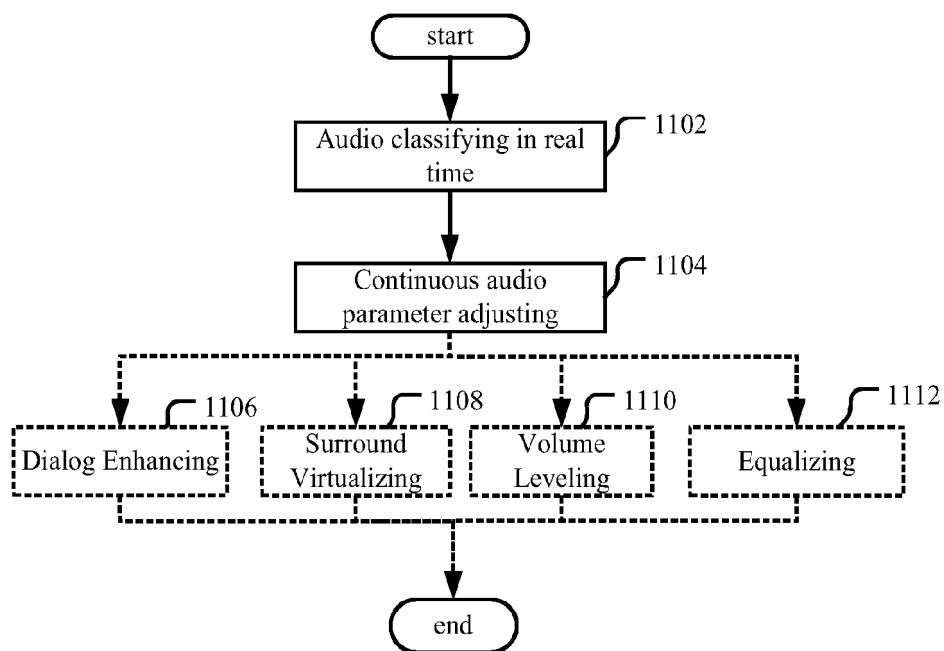 start
1102
Audio classifying in real
time
1104
Continuous audio
parameter adjusting
1106
1108
1110
1112
Dialog Enhancing
Surround
Virtualizing
Volume
Leveling
Equalizing
end